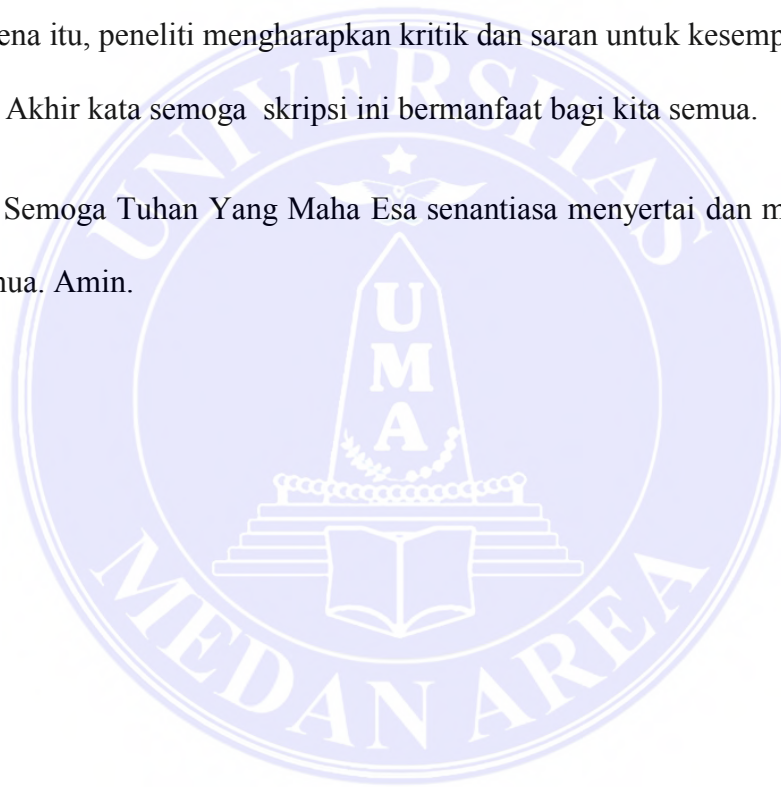 ena itu, peneliti mengharapkan kritik dan saran untuk kesemp
Akhir kata semoga skripsi ini bermanfaat bagi kita semua.
Semoga Tuhan Yang Maha Esa senantiasa menyertai dan m
nua. Amin.
UNIVERSITAS
UMA
MEDAN AREA